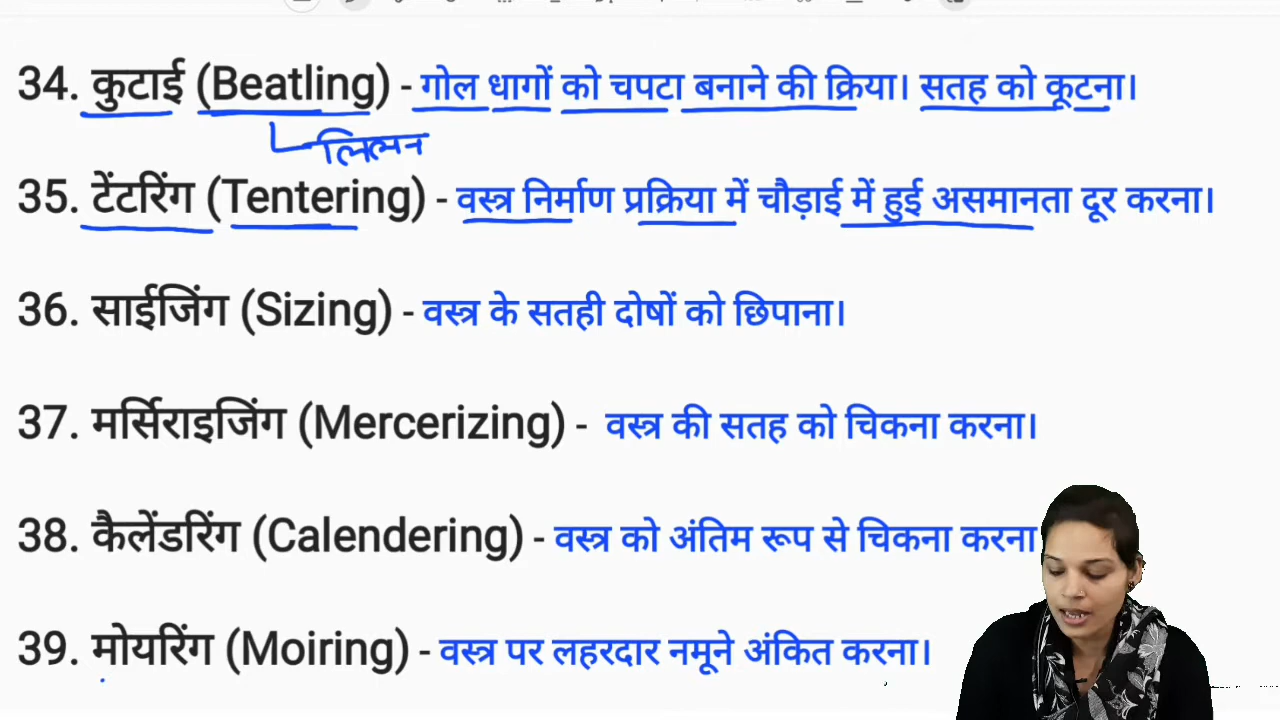 34. कुटाई (Beatling) - गोल धागों को चपटा बनाने की क्रिया। सतह को कूटना।
लिलन
35. टेंटरिंग (Tentering) - वस्त्र निर्माण प्रक्रिया में चौड़ाई में हुई असमानता दूर करना।
36. साईजिंग (Sizing) - वस्त्र के सतही दोषों को छिपाना।
37. मर्सिराइजिंग (Mercerizing) - वस्त्र की सतह को चिकना करना।
38. कैलेंडरिंग (Calendering) - वस्त्र को अंतिम रूप से चिकना करना
39. मोयरिंग (Moiring) - वस्त्र पर लहरदार नमूने अंकित करना।